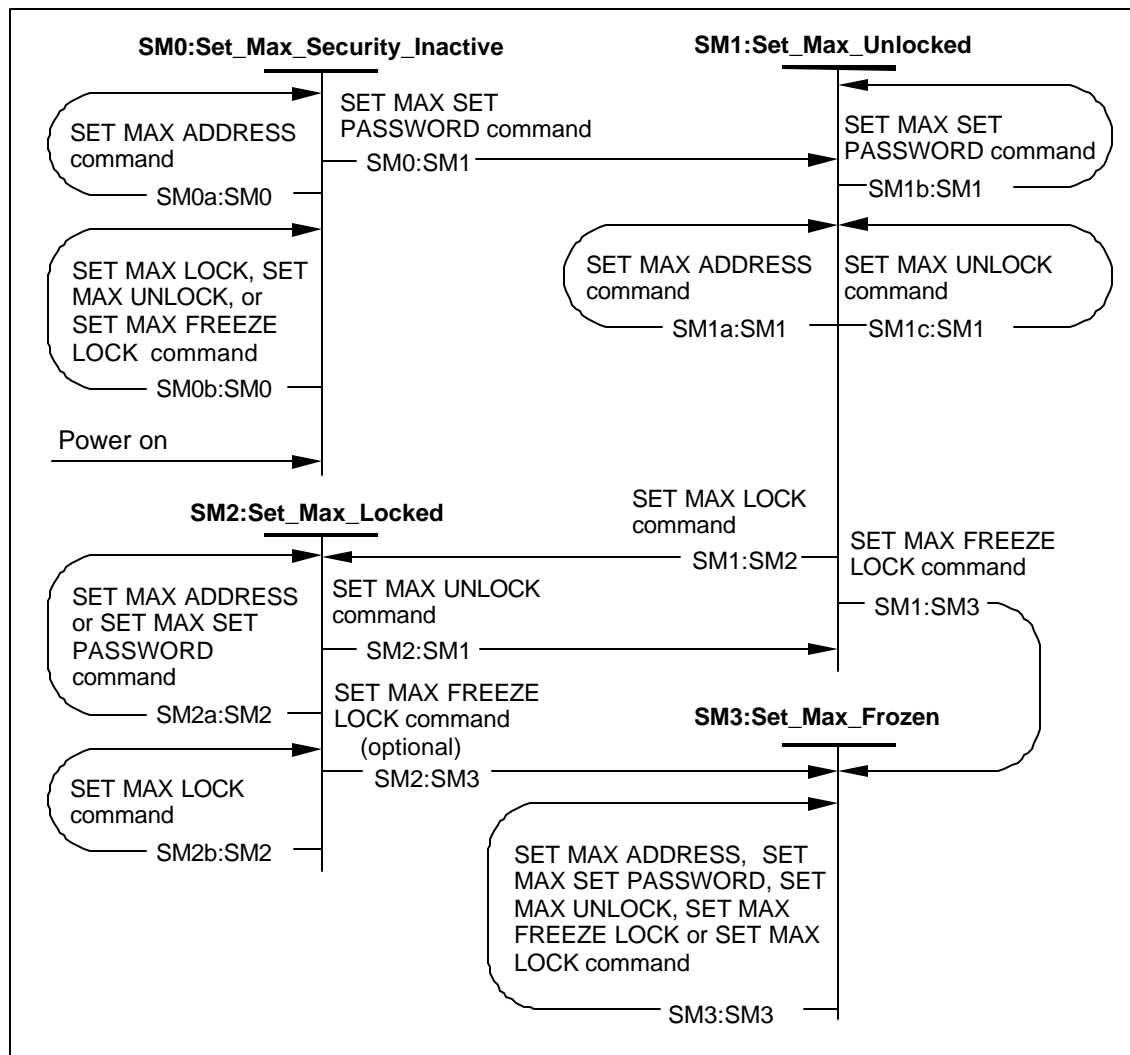 SM0:Set_Max_Security_Inactive
SET MAX ADDRESS
command
SM0a:SM0
SET MAX SET
PASSWORD command
SM0:SM1
SET MAX LOCK, SET
MAX UNLOCK, or
SET MAX FREEZE
LOCK command
SM0b:SM0
Power on
SM1:Set_Max_Unlocked
SET MAX SET
PASSWORD command
SM1b:SM1
SET MAX ADDRESS
command
SM1a:SM1
SET MAX UNLOCK
command
SM1c:SM1
SET MAX LOCK
command
SM1:SM2
SET MAX FREEZE
LOCK command
SM1:SM3
SM2:Set_Max_Locked
SET MAX ADDRESS
or SET MAX SET
PASSWORD
command
SM2a:SM2
SET MAX UNLOCK
command
SM2:SM1
SET MAX FREEZE
LOCK command
(optional)
SM2:SM3
SET MAX LOCK
command
SM2b:SM2
SM3:Set_Max_Frozen
SET MAX ADDRESS, SET
MAX SET PASSWORD, SET
MAX UNLOCK, SET MAX
FREEZE LOCK or SET MAX
LOCK command
SM3:SM3